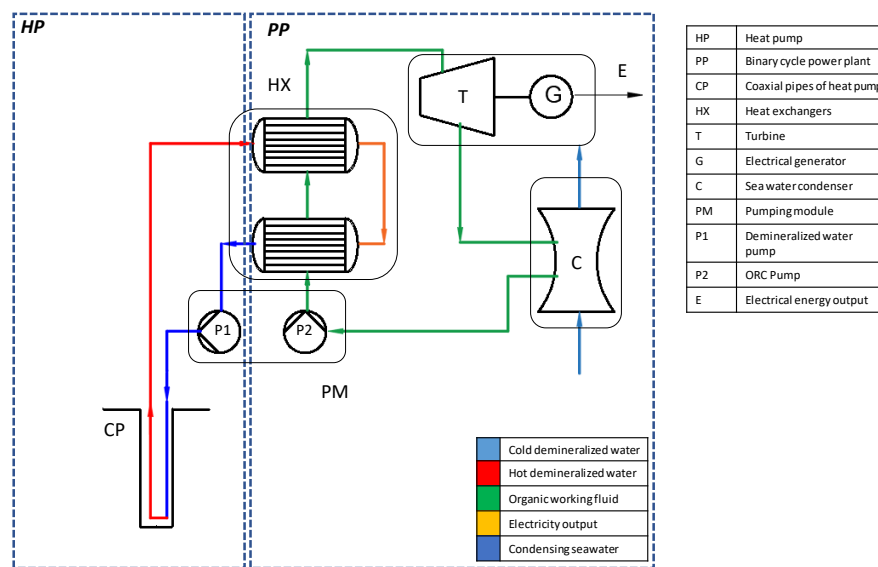 HP
PP
HX
T
G
E
C
P1
P2
PM
CP
HP Heat pump
PP Binary cycle power plant
CP Coaxial pipes of heat pump
HX Heat exchangers
T Turbine
G Electrical generator
C Sea water condenser
PM Pumping module
P1 Demineralized water
pump
P2 ORC Pump
E Electrical energy output
Cold demineralized water
Hot demineralized water
Organic working fluid
Electricity output
Condensing seawater